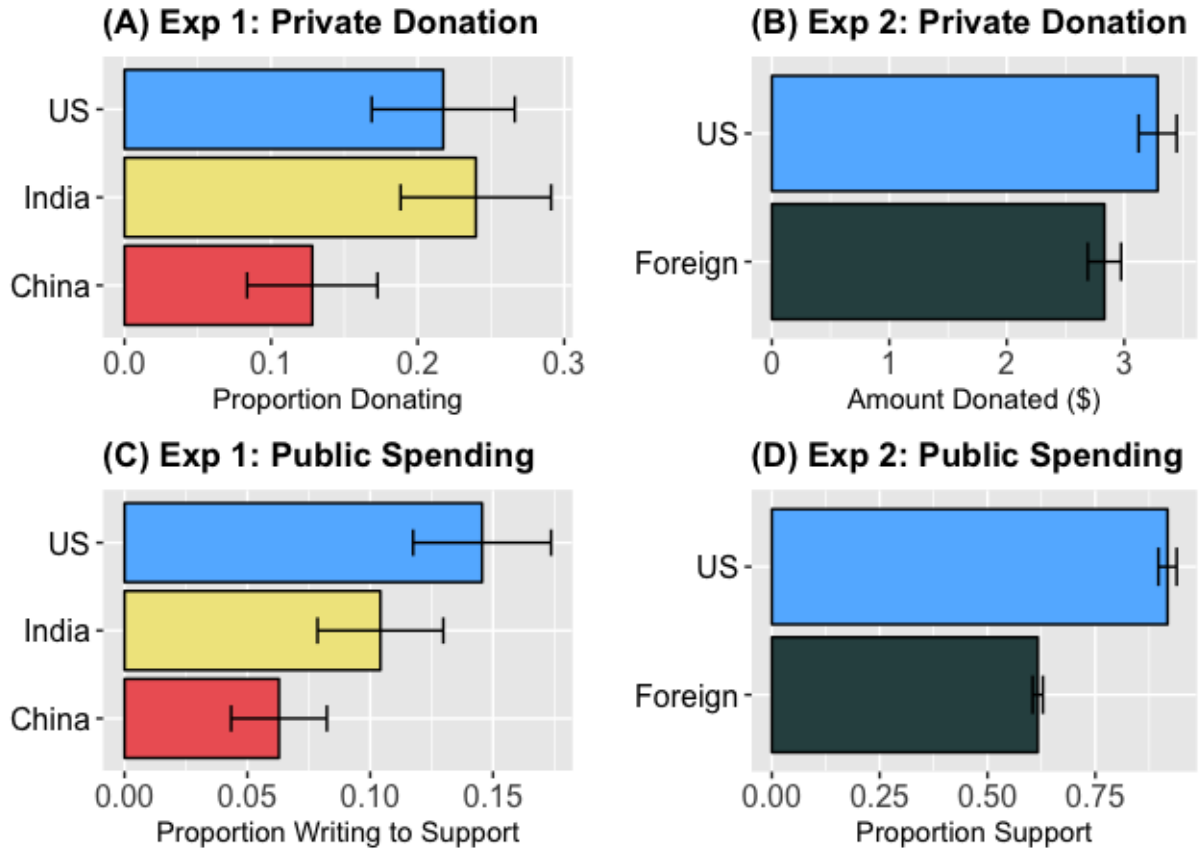 (A) Exp 1: Private Donation
US
India
China
0.0 0.1 0.2 0.3
Proportion Donating
(B) Exp 2: Private Donation
US
Foreign
0 1 2 3
Amount Donated ($)
(C) Exp 1: Public Spending
US
India
China
0.00 0.05 0.10 0.15
Proportion Writing to Support
(D) Exp 2: Public Spending
US
Foreign
0.00 0.25 0.50 0.75
Proportion Support